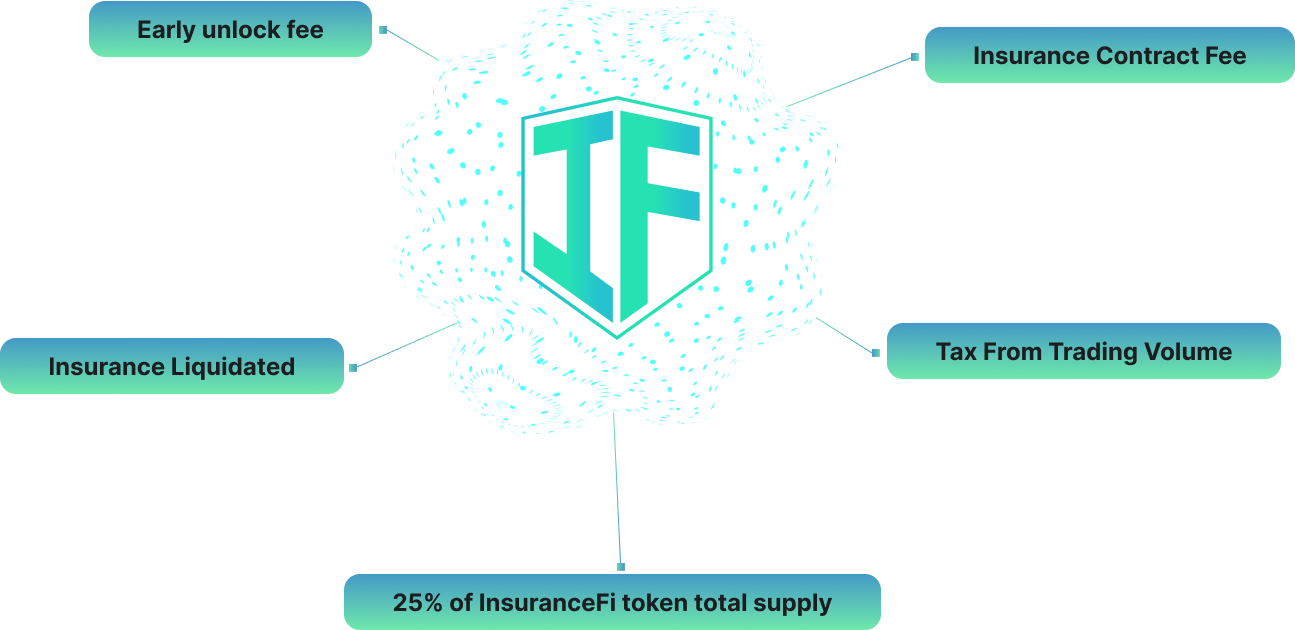 Early unlock fee
Insurance Contract Fee
IF
Insurance Liquidated
Tax From Trading Volume
25% of InsuranceFi token total supply